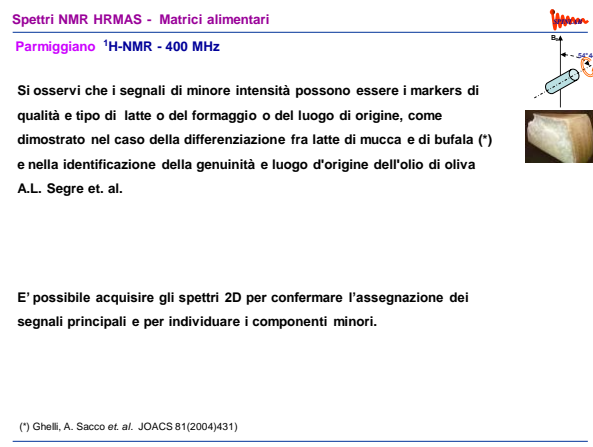 Spettri NMR HRMAS - Matrici alimentari
Parmiggiano ¹H-NMR - 400 MHz
B₀
54°4
Si osservi che i segnali di minore intensità possono essere i markers di
qualità e tipo di latte o del formaggio o del luogo di origine, come
dimostrato nel caso della differenziazione fra latte di mucca e di bufala (*)
e nella identificazione della genuinità e luogo d'origine dell'olio di oliva
A.L. Segre et. al.
E' possibile acquisire gli spettri 2D per confermare l'assegnazione dei
segnali principali e per individuare i componenti minori.
(*) Ghelli, A. Sacco et. al. JOACS 81(2004)431)